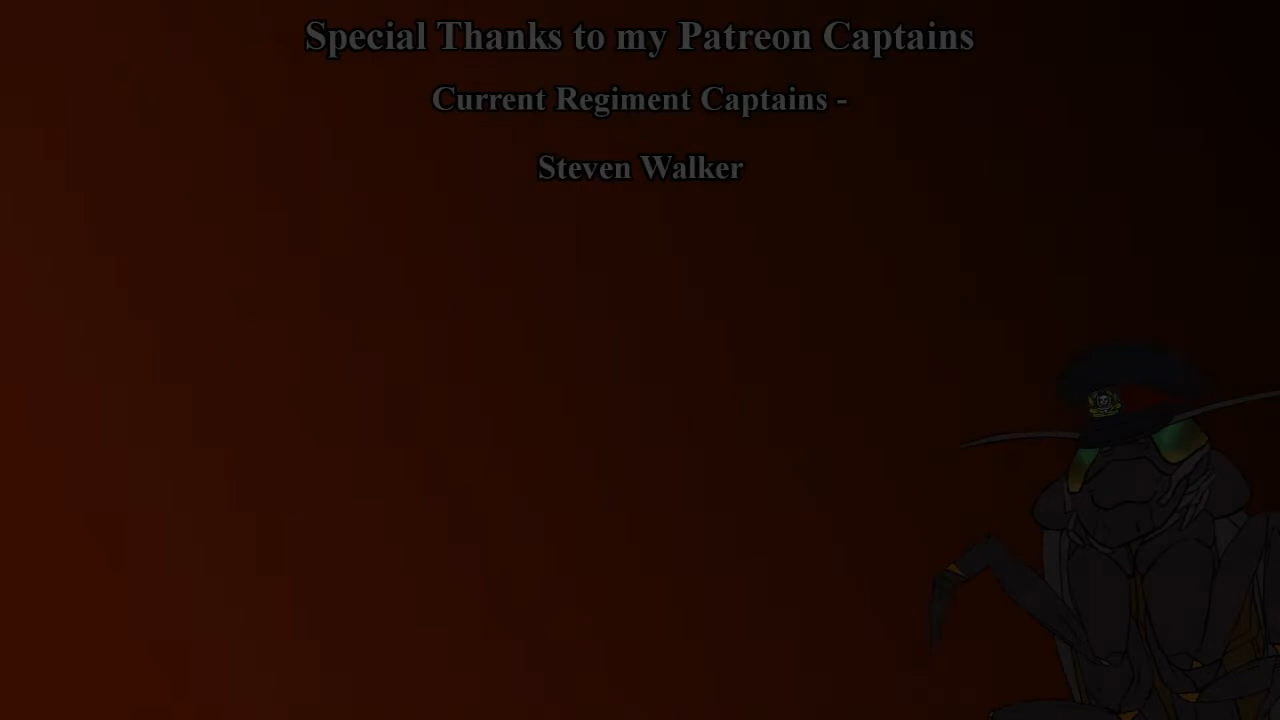 Special Thanks to my Patreon Captains
Current Regiment Captains -
Steven Walker